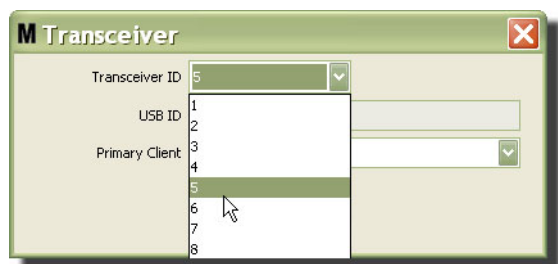 M Transceiver
Transceiver ID 5
1
USB ID
2
Primary Client 3
4
5
6
7
8